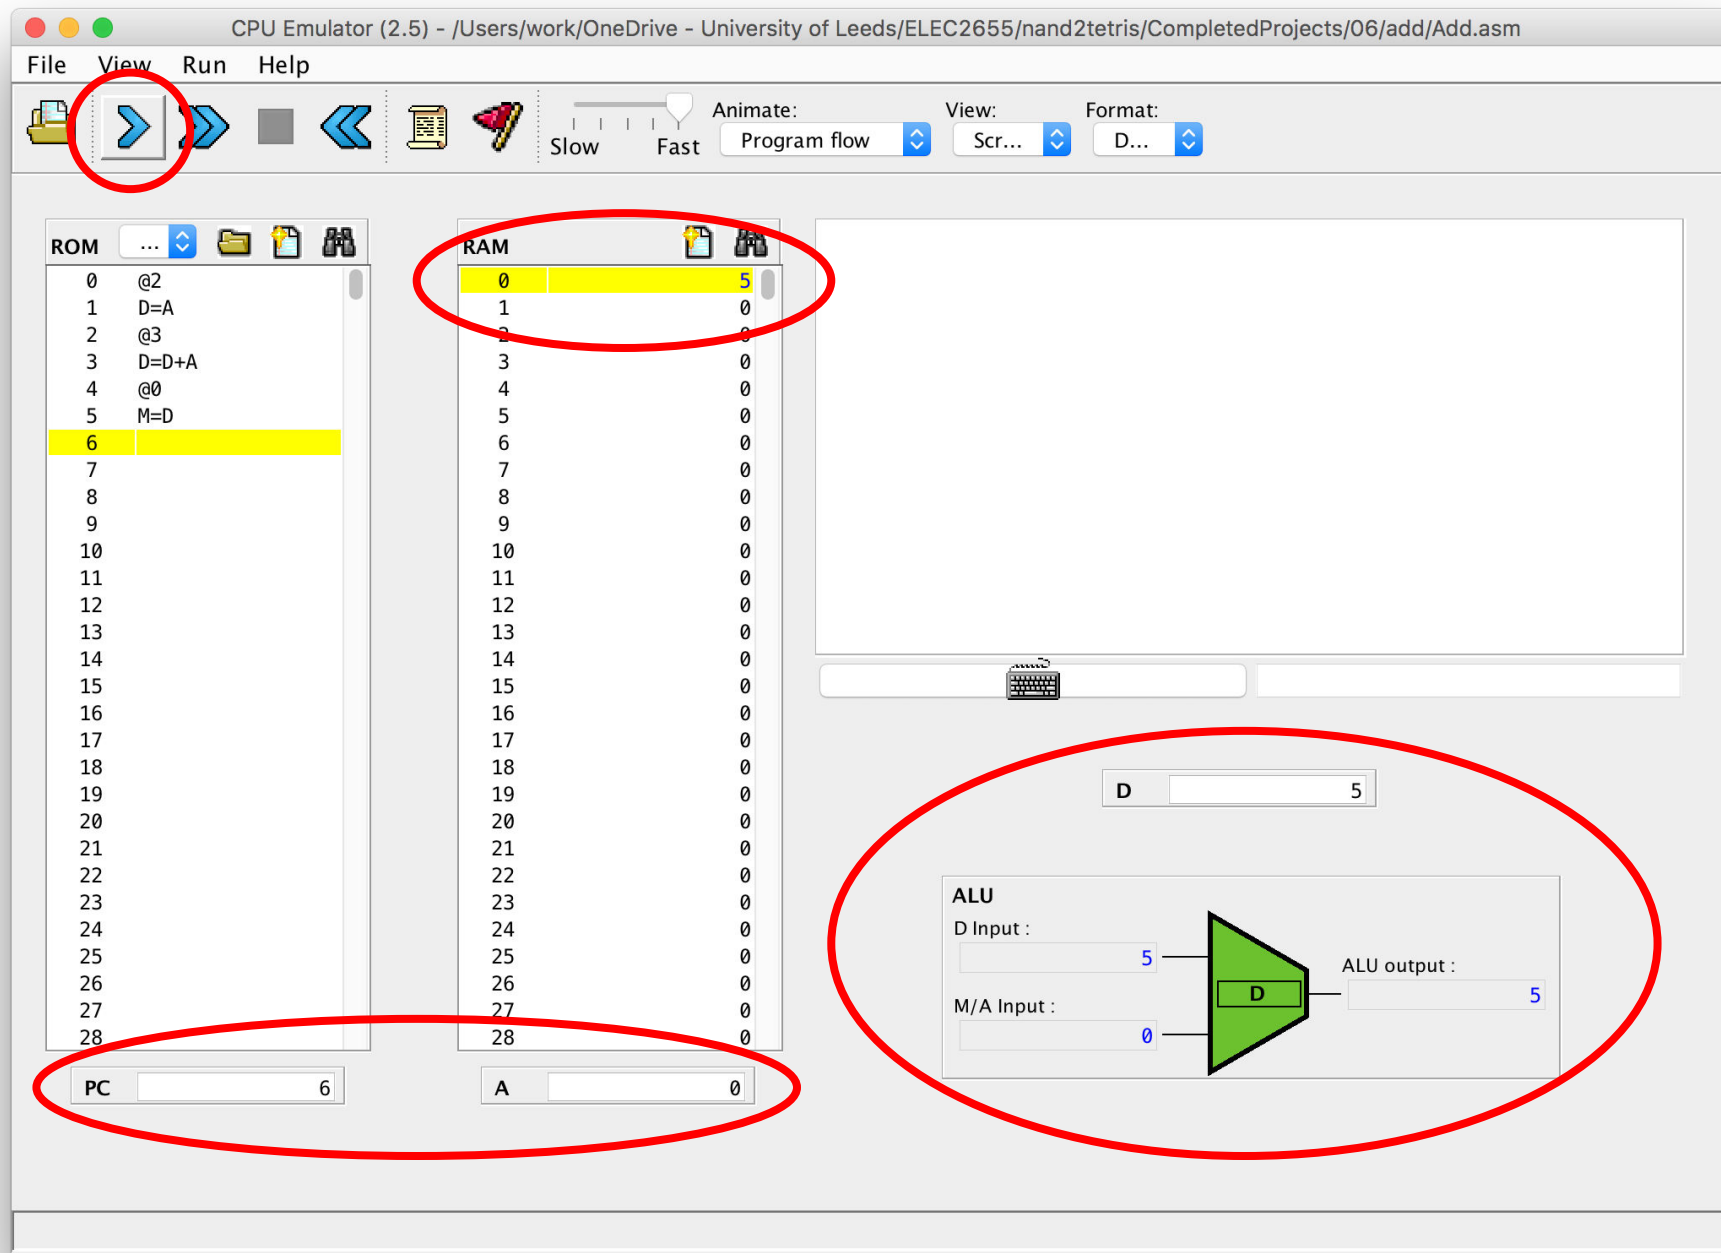 CPU Emulator (2.5) - /Users/work/OneDrive - University of Leeds/ELEC2655/nand2tetris/CompletedProjects/06/add/Add.asm
File View Run Help
Slow Fast
Animate:
Program flow
View:
Scr...
Format:
D...
ROM ...
0 @2
1 D=A
2 @3
3 D=D+A
4 @0
5 M=D
6
7
8
9
10
11
12
13
14
15
16
17
18
19
20
21
22
23
24
25
26
27
28
PC 6
RAM
0 5
1 0
2 0
3 0
4 0
5 0
6 0
7 0
8 0
9 0
10 0
11 0
12 0
13 0
14 0
15 0
16 0
17 0
18 0
19 0
20 0
21 0
22 0
23 0
24 0
25 0
26 0
27 0
28 0
A 0
D 5
ALU
D Input :
5
M/A Input :
0
D
ALU output :
5